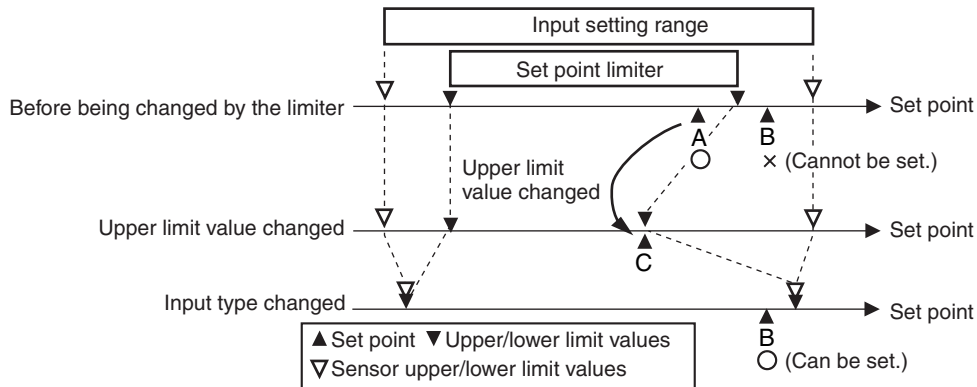 Input setting range
Set point limiter
Before being changed by the limiter
Set point
A
B
○
× (Cannot be set.)
Upper limit
value changed
Upper limit value changed
Set point
C
Input type changed
Set point
B
○ (Can be set.)
▲ Set point ▼ Upper/lower limit values
▽ Sensor upper/lower limit values